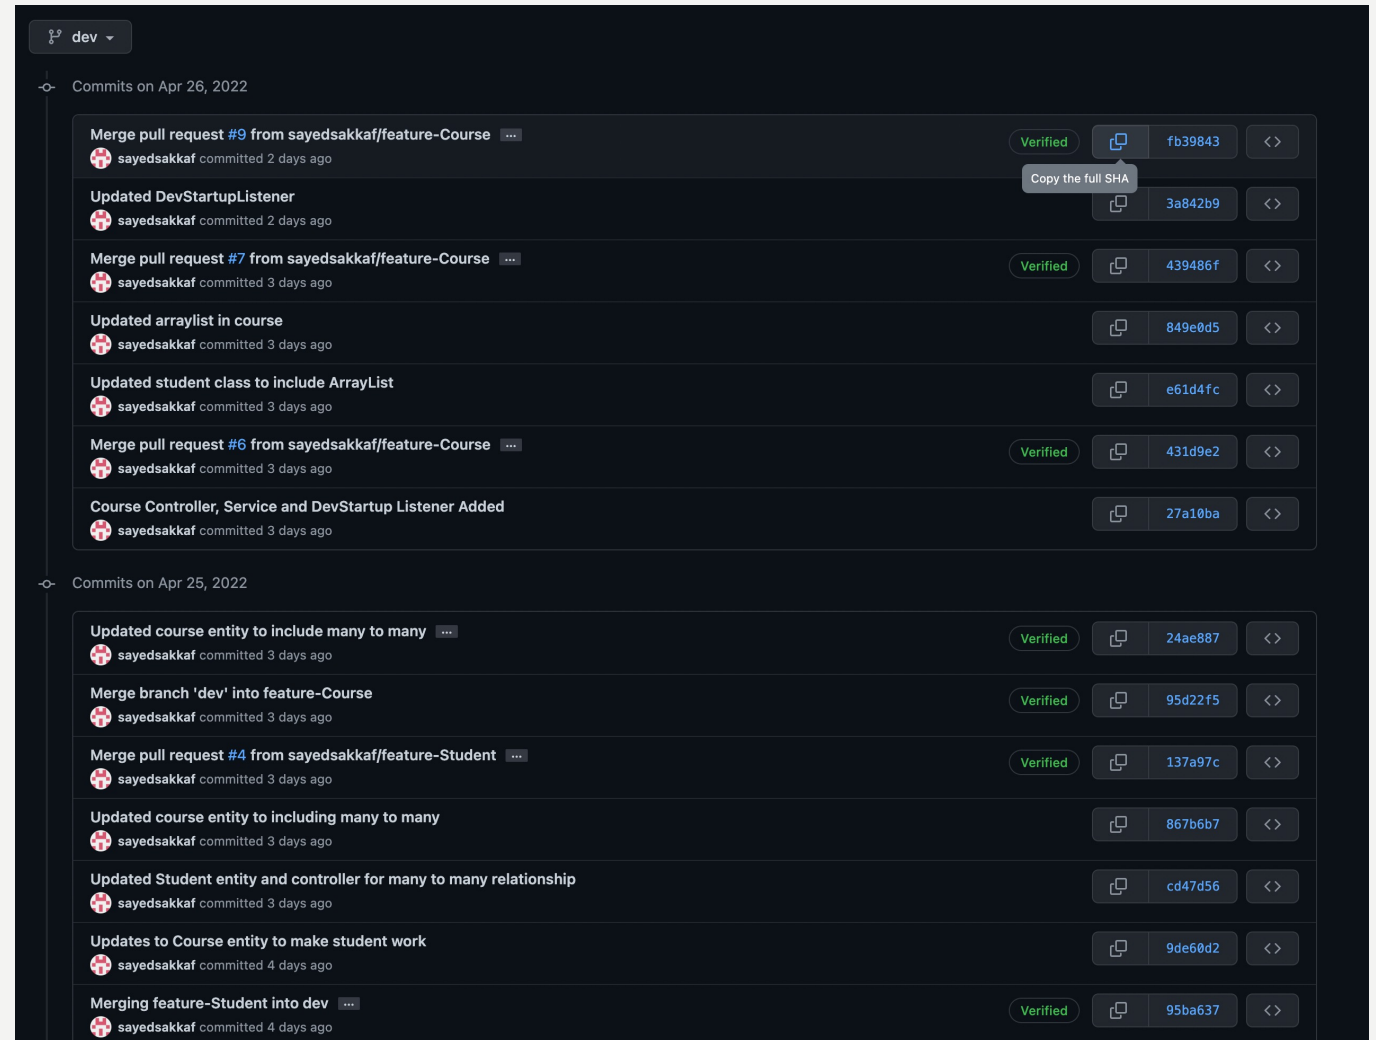 dev
Commits on Apr 26, 2022
Merge pull request #9 from sayedsakkaf/feature-Course ...
Verified
fb39843
sayedsakkaf committed 2 days ago
Copy the full SHA
Updated DevStartupListener
3a842b9
sayedsakkaf committed 2 days ago
Merge pull request #7 from sayedsakkaf/feature-Course ...
Verified
439486f
sayedsakkaf committed 3 days ago
Updated arraylist in course
849e0d5
sayedsakkaf committed 3 days ago
Updated student class to include ArrayList
e61d4fc
sayedsakkaf committed 3 days ago
Merge pull request #6 from sayedsakkaf/feature-Course ...
Verified
431d9e2
sayedsakkaf committed 3 days ago
Course Controller, Service and DevStartup Listener Added
27a10ba
sayedsakkaf committed 3 days ago
Commits on Apr 25, 2022
Updated course entity to include many to many ...
Verified
24ae887
sayedsakkaf committed 3 days ago
Merge branch 'dev' into feature-Course
Verified
95d22f5
sayedsakkaf committed 3 days ago
Merge pull request #4 from sayedsakkaf/feature-Student ...
Verified
137a97c
sayedsakkaf committed 3 days ago
Updated course entity to including many to many
867b6b7
sayedsakkaf committed 3 days ago
Updated Student entity and controller for many to many relationship
cd47d56
sayedsakkaf committed 3 days ago
Updates to Course entity to make student work
9de60d2
sayedsakkaf committed 4 days ago
Merging feature-Student into dev ...
Verified
95ba637
sayedsakkaf committed 4 days ago